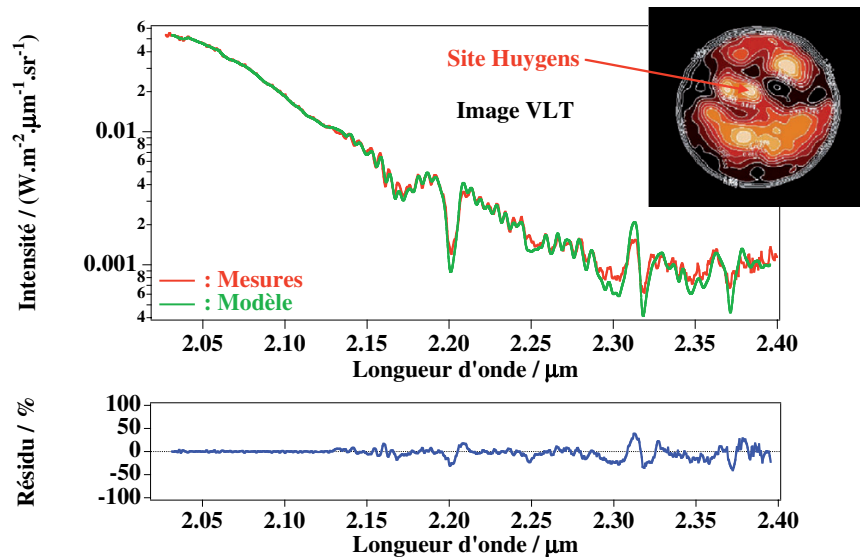 Intensité / (W.m-2.μm-1.sr-1)
6
4
2
0.01
8
6
4
2
0.001
8
6
4
Site Huygens
Image VLT
: Mesures
: Modèle
2.05 2.10 2.15 2.20 2.25 2.30 2.35 2.40
Longueur d'onde / μm
Résidu / %
100
50
0
-50
-100
2.05 2.10 2.15 2.20 2.25 2.30 2.35 2.40
Longueur d'onde / μm